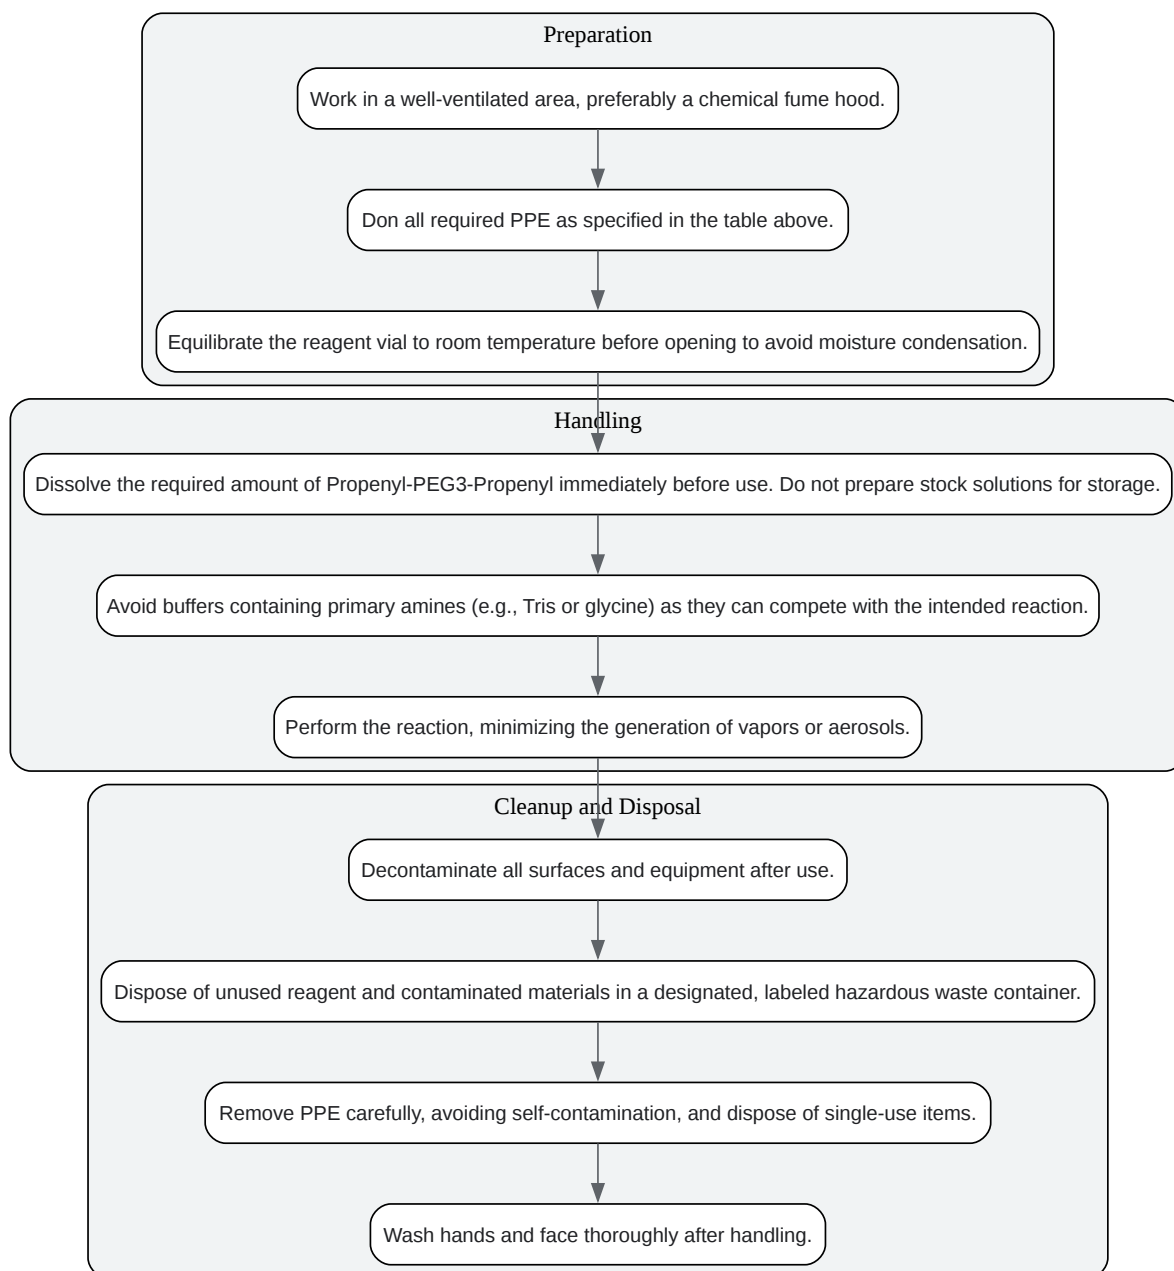 Preparation
Work in a well-ventilated area, preferably a chemical fume hood.
Don all required PPE as specified in the table above.
Equilibrate the reagent vial to room temperature before opening to avoid moisture condensation.
Handling
Dissolve the required amount of Propenyl-PEG3-Propenyl immediately before use. Do not prepare stock solutions for storage.
Avoid buffers containing primary amines (e.g., Tris or glycine) as they can compete with the intended reaction.
Perform the reaction, minimizing the generation of vapors or aerosols.
Cleanup and Disposal
Decontaminate all surfaces and equipment after use.
Dispose of unused reagent and contaminated materials in a designated, labeled hazardous waste container.
Remove PPE carefully, avoiding self-contamination, and dispose of single-use items.
Wash hands and face thoroughly after handling.